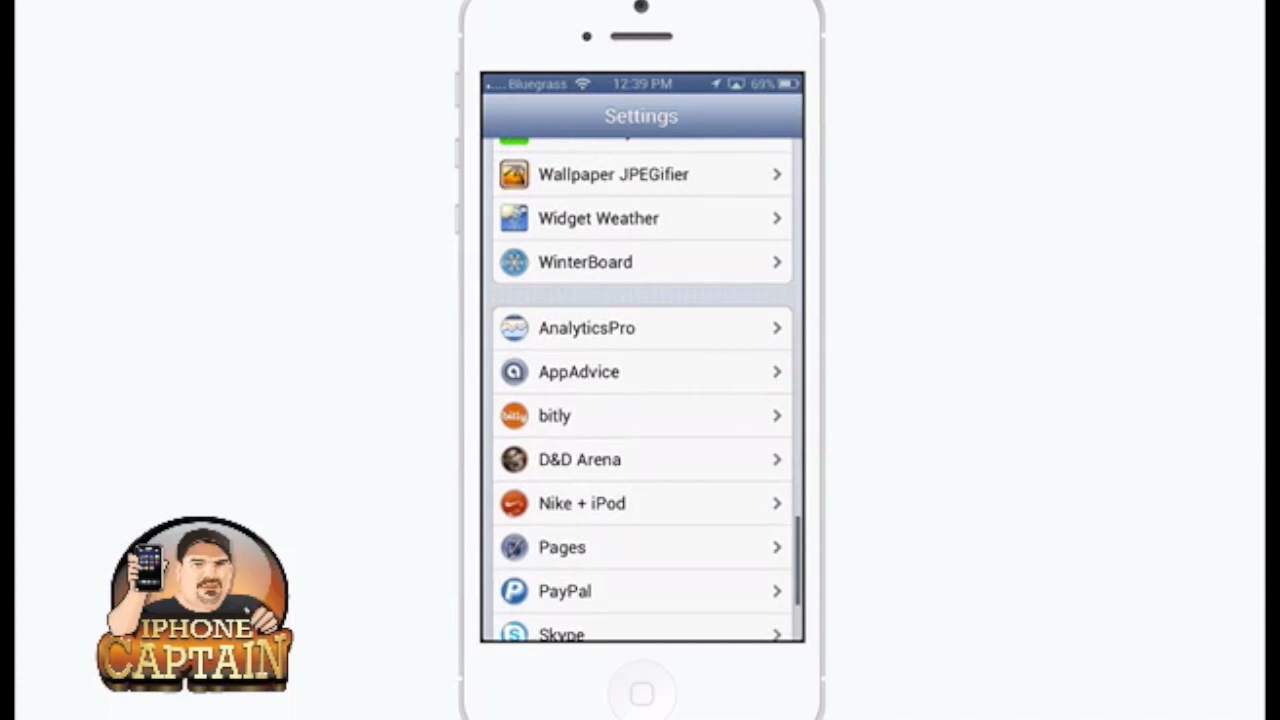 ..... Bluegrass 12:39 PM 69%
Settings
Wallpaper JPEGifier
Widget Weather
WinterBoard
AnalyticsPro
AppAdvice
bitly
bitly
D&D Arena
Nike + iPod
Pages
PayPal
Skype
IPHONE
CAPTAIN